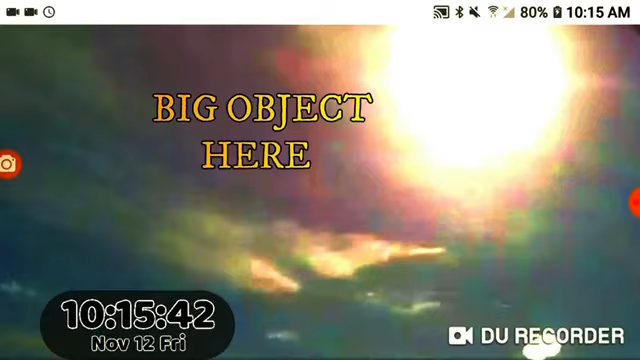 80% 10:15 AM
BIG OBJECT
HERE
10:15:42
Nov 12 Fri
DU RECORDER